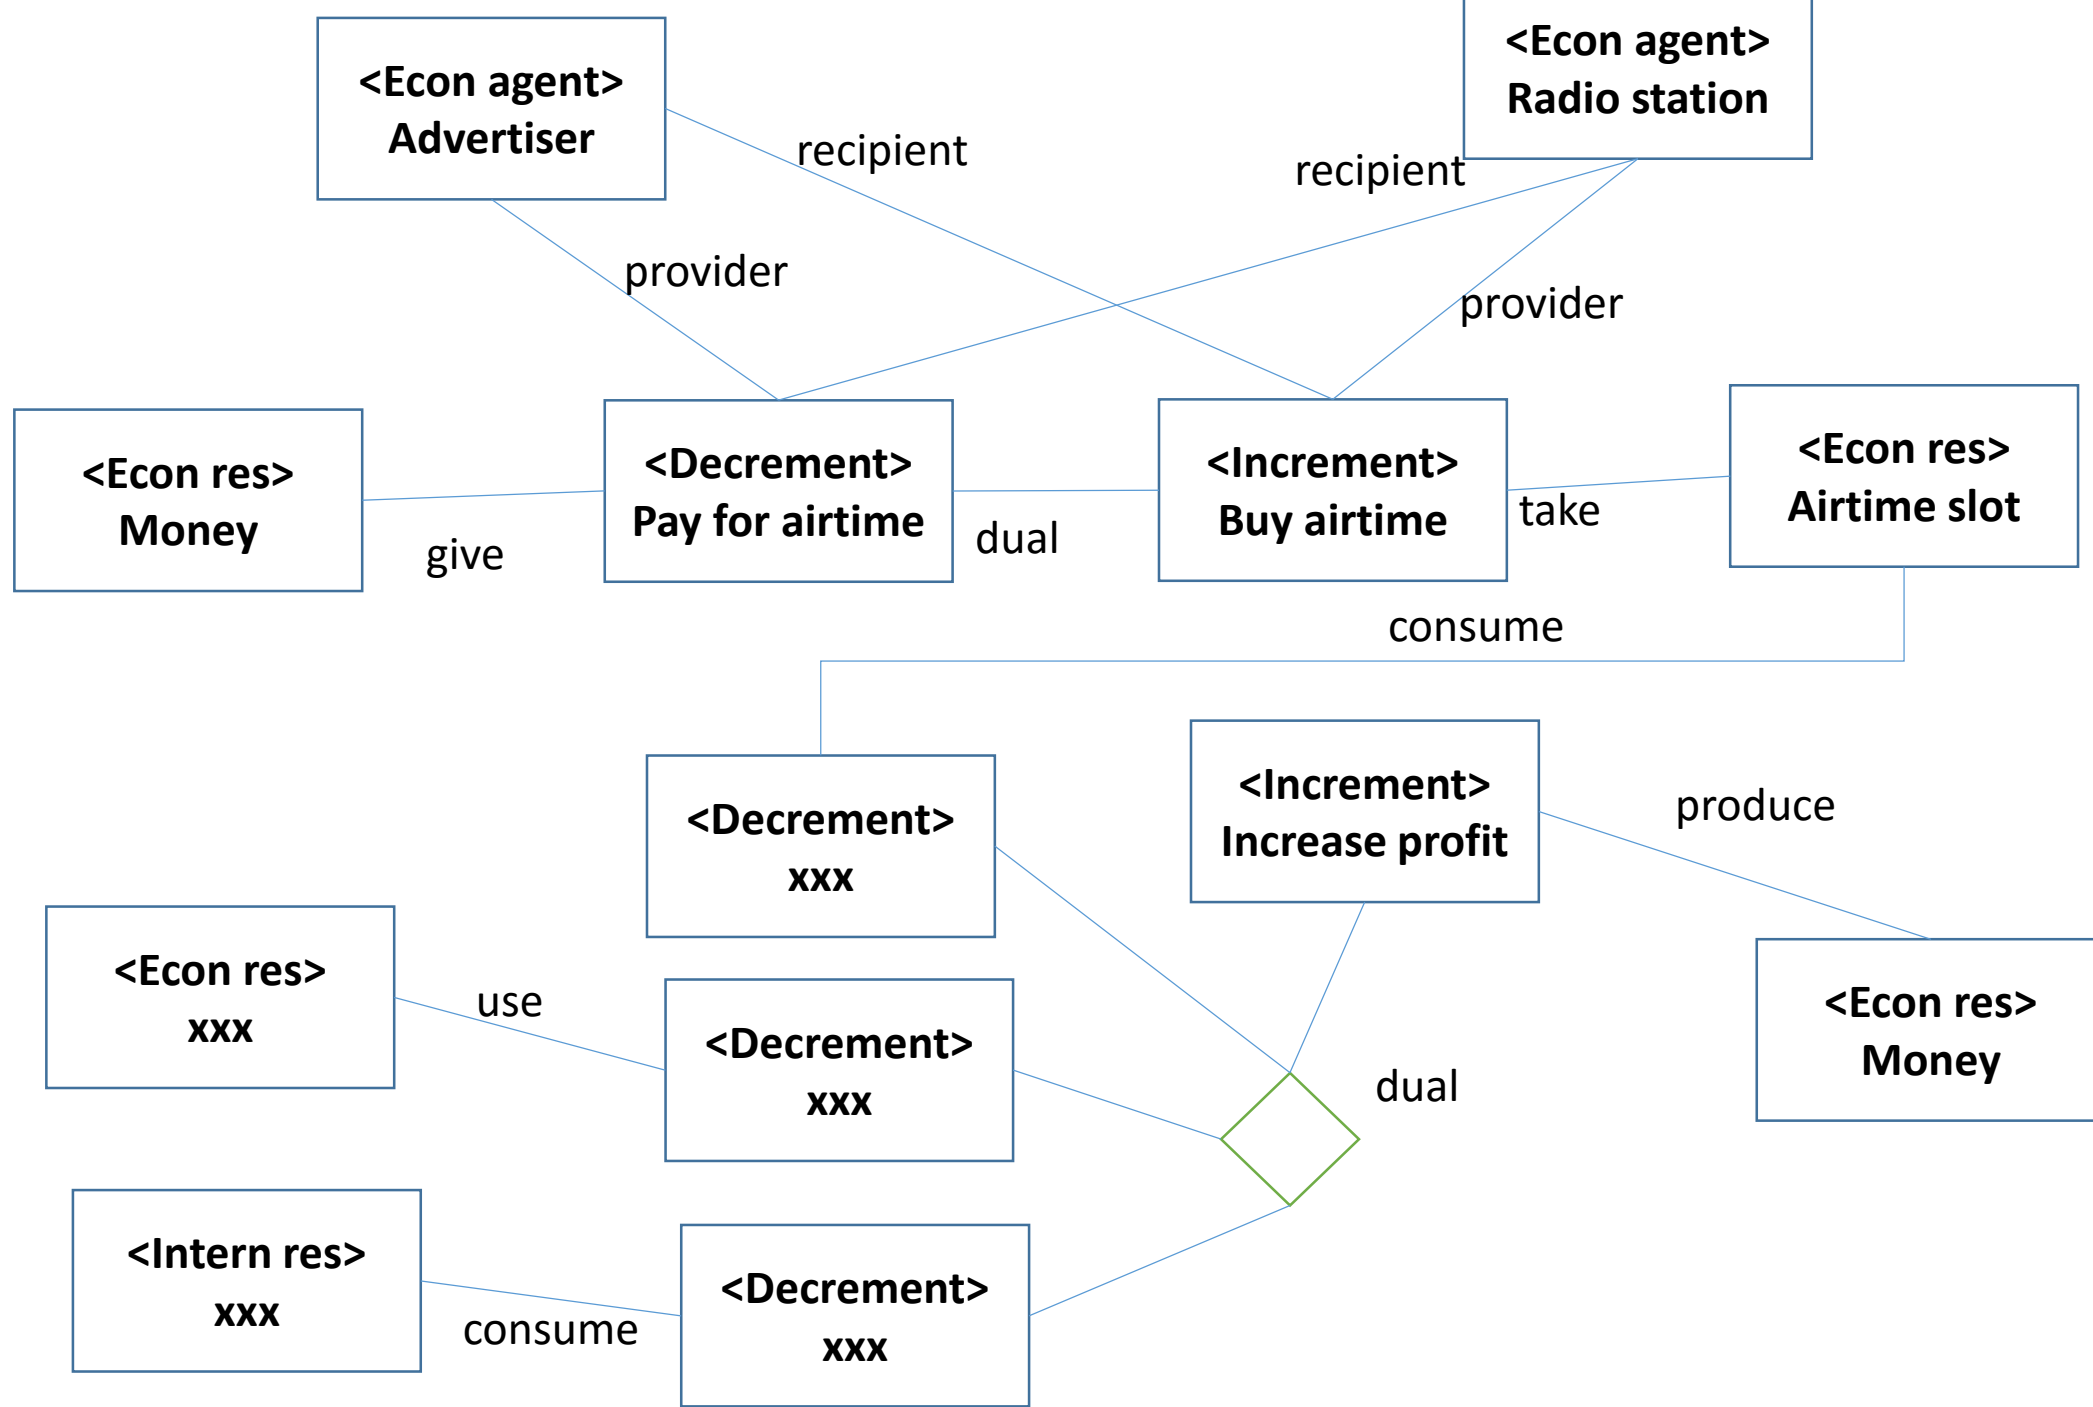 <Econ agent>
Advertiser
<Econ agent>
Radio station
recipient
recipient
provider
provider
<Econ res>
Money
give
<Decrement>
Pay for airtime
dual
<Increment>
Buy airtime
take
<Econ res>
Airtime slot
consume
<Decrement>
xxx
<Increment>
Increase profit
produce
<Econ res>
xxx
use
<Decrement>
xxx
dual
<Econ res>
Money
<Intern res>
xxx
consume
<Decrement>
xxx